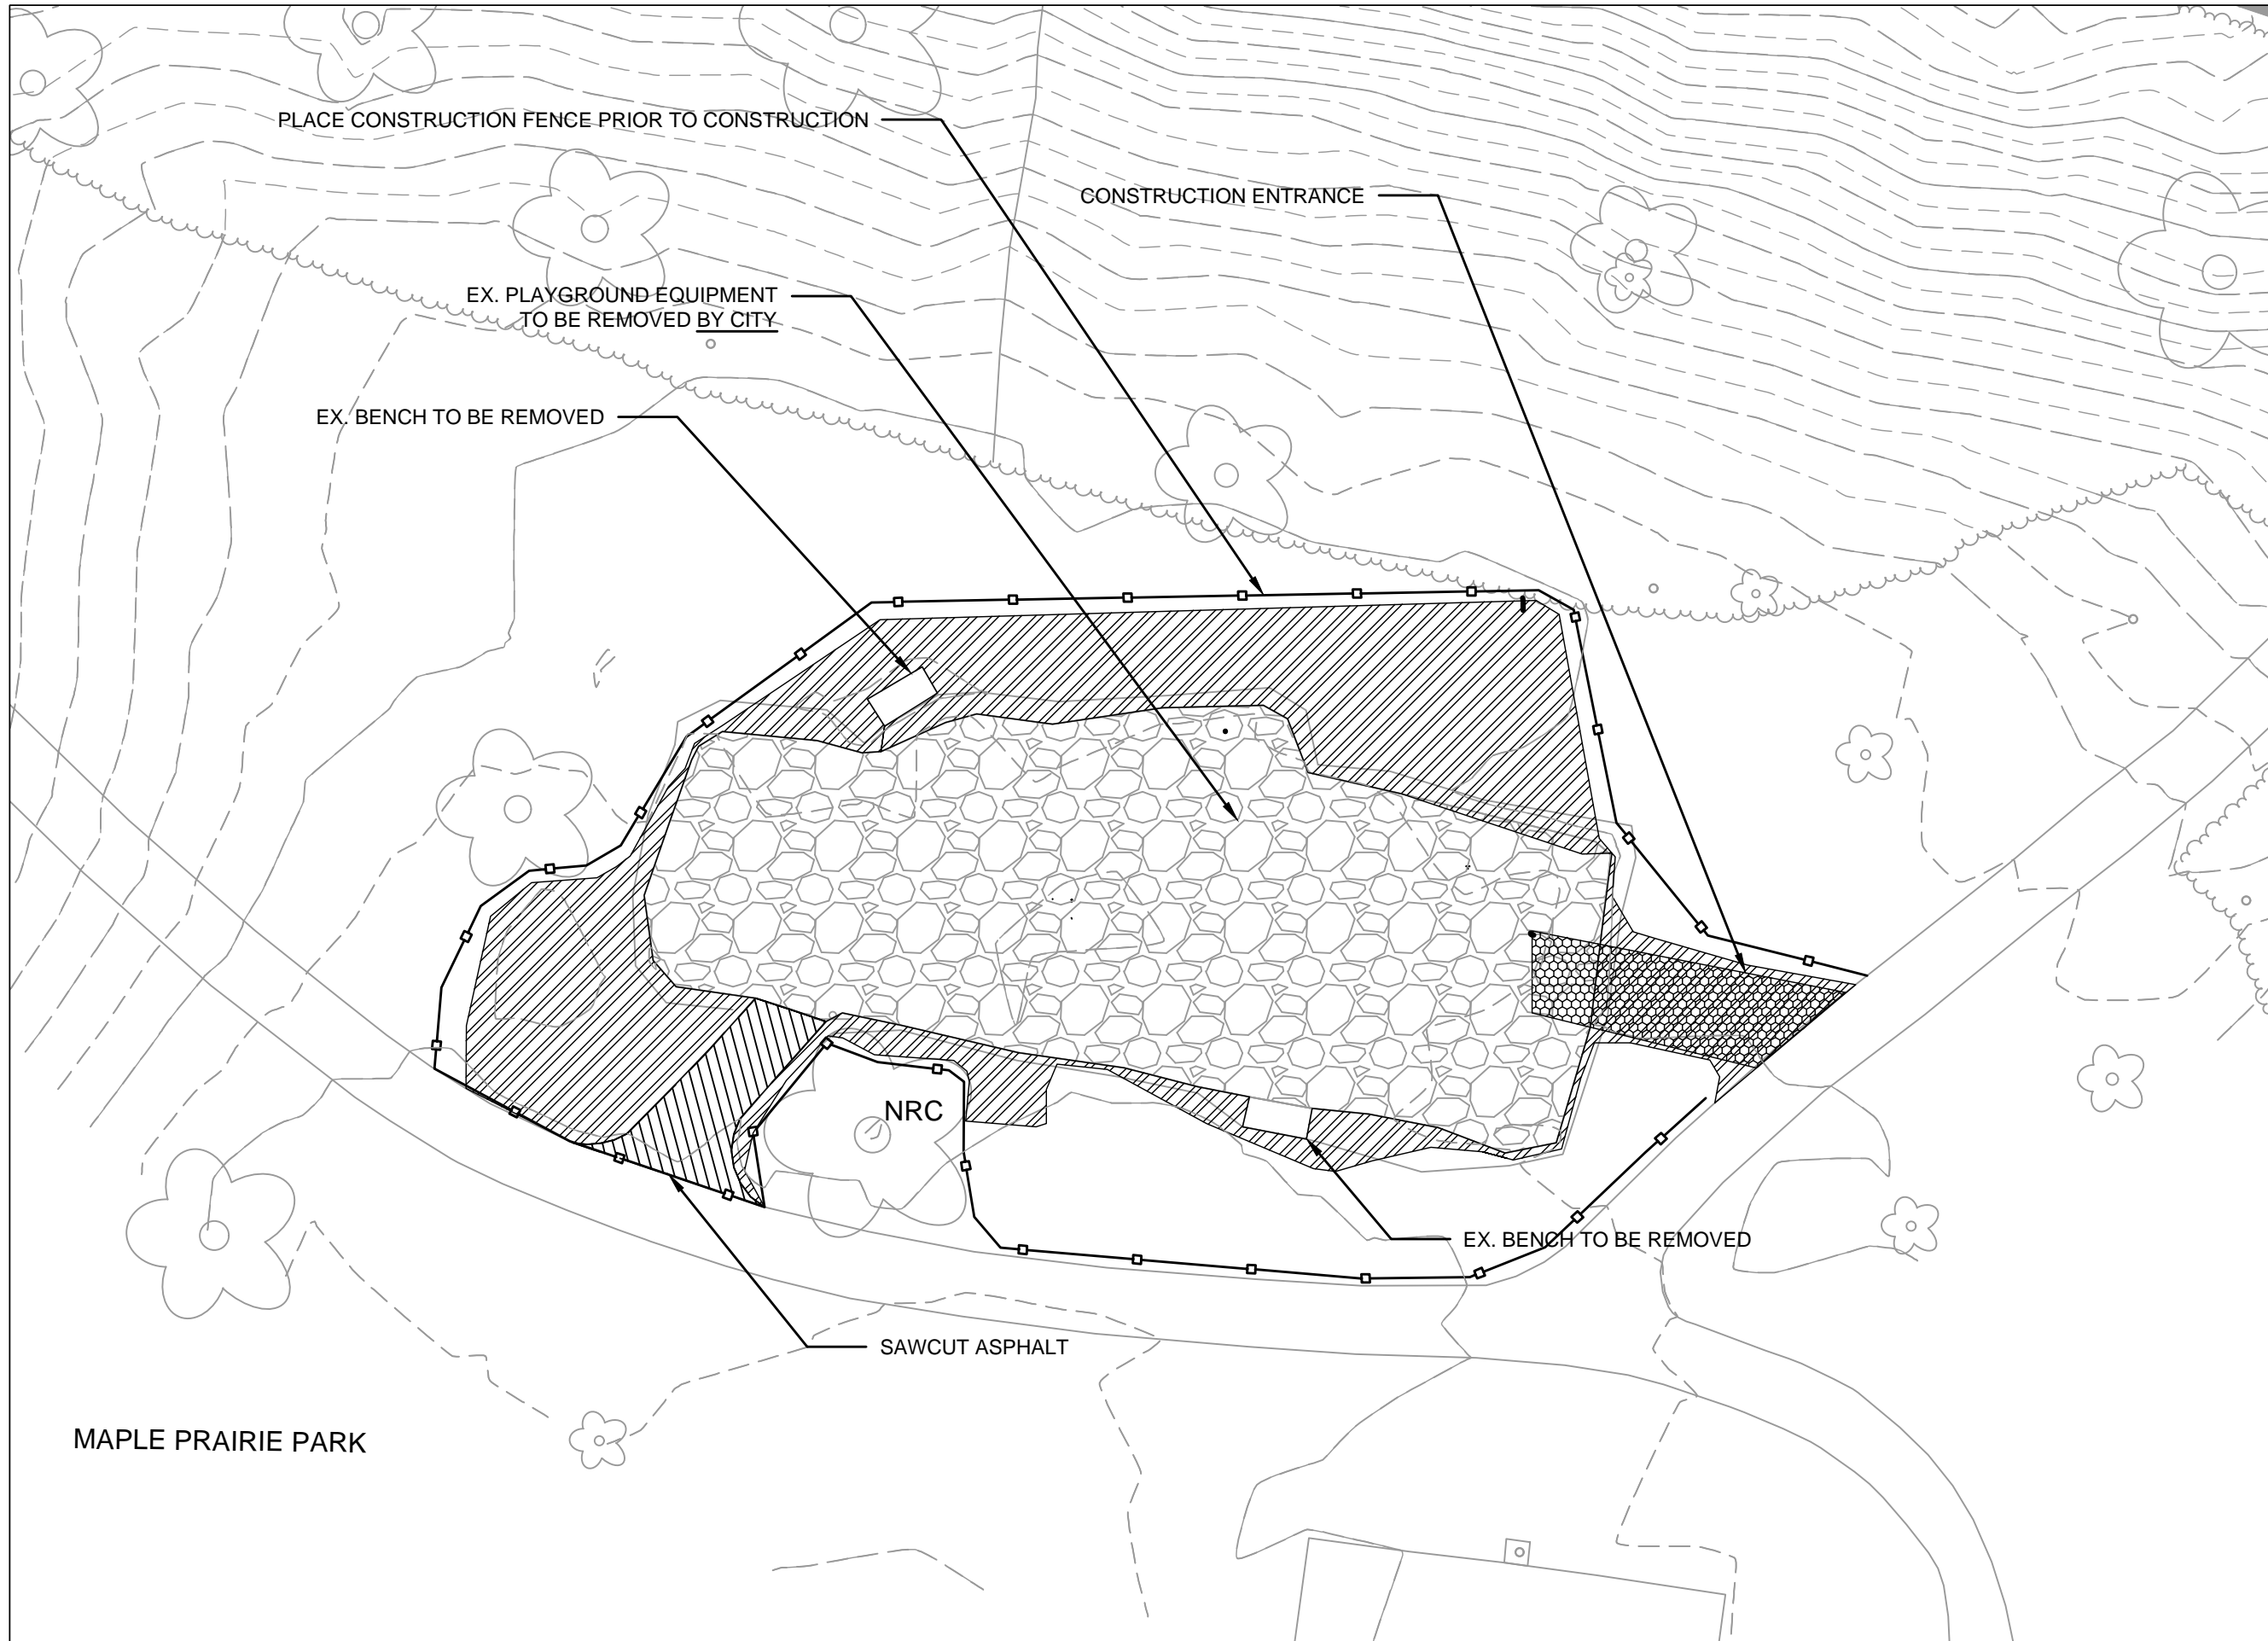 PLACE CONSTRUCTION FENCE PRIOR TO CONSTRUCTION
CONSTRUCTION ENTRANCE
EX. PLAYGROUND EQUIPMENT
TO BE REMOVED BY CITY
EX. BENCH TO BE REMOVED
NRC
EX. BENCH TO BE REMOVED
SAWCUT ASPHALT
MAPLE PRAIRIE PARK